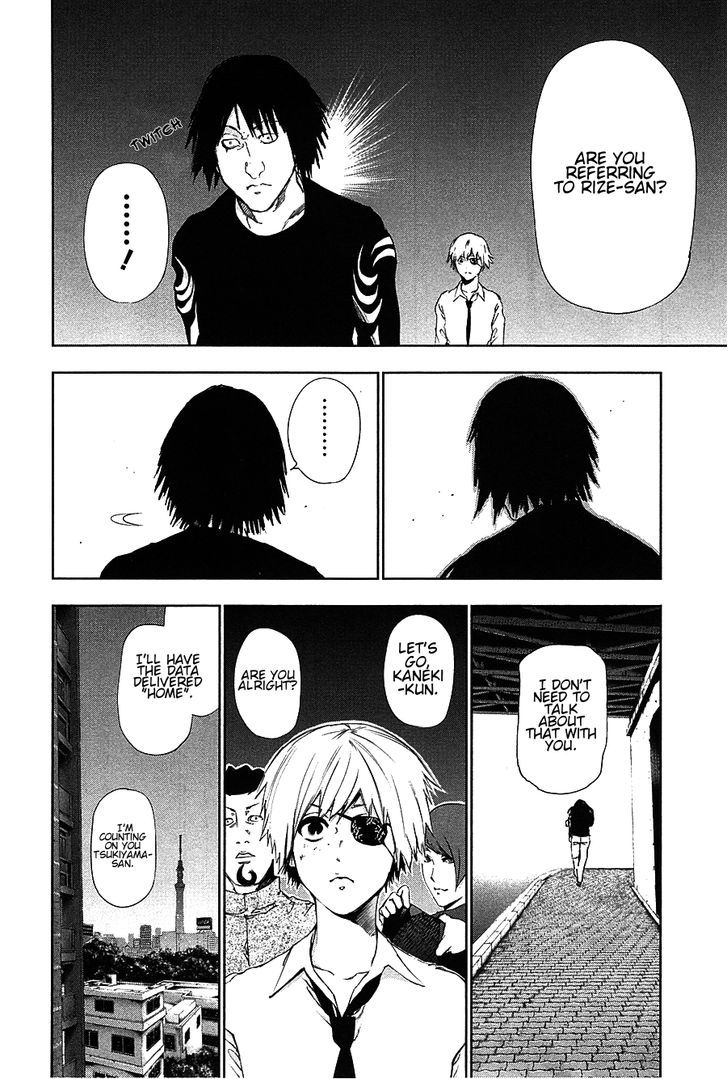 ARE YOU
REFERRING
TO RIZE-SAN?
TWITCH
......!
......
I DON'T
NEED TO
TALK
ABOUT
THAT WITH
YOU.
LET'S
GO,
KANEKI
-KUN.
ARE YOU
ALRIGHT?
I'LL HAVE
THE DATA
DELIVERED
"HOME".
I'M
COUNTING
ON YOU
TSUKIYAMA-
SAN.